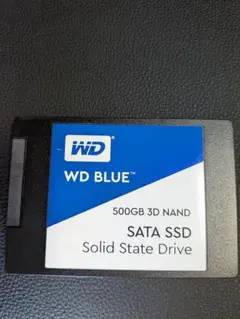 WD
WD BLUE™
500GB 3D NAND
SATA SSD
Solid State Drive